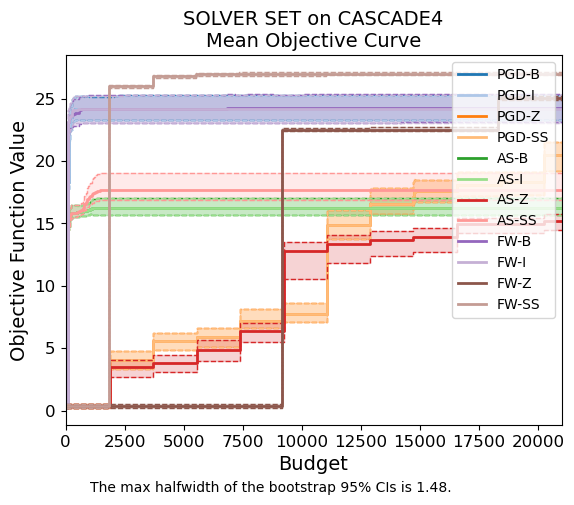 SOLVER SET on CASCADE4
Mean Objective Curve
Objective Function Value
25
20
15
10
5
0
0
2500
5000
7500
10000
12500
15000
17500
20000
Budget
PGD-B
PGD-I
PGD-Z
PGD-SS
AS-B
AS-I
AS-Z
AS-SS
FW-B
FW-I
FW-Z
FW-SS
The max halfwidth of the bootstrap 95% CIs is 1.48.